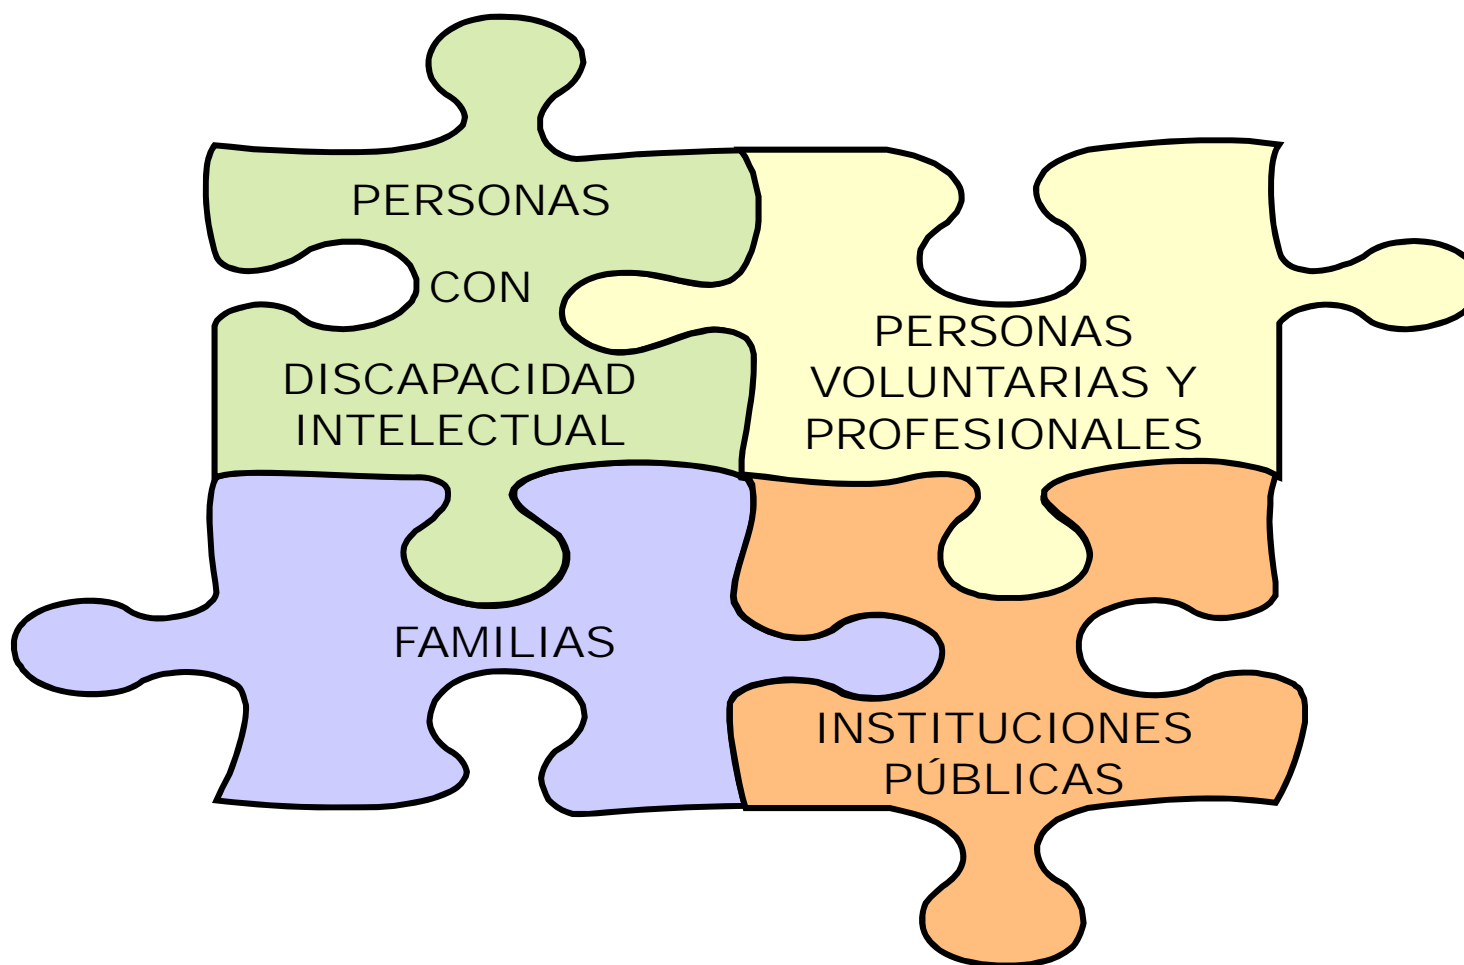 PERSONAS
CON
DISCAPACIDAD
INTELECTUAL
PERSONAS
VOLUNTARIAS Y
PROFESIONALES
FAMILIAS
INSTITUCIONES
PÚBLICAS